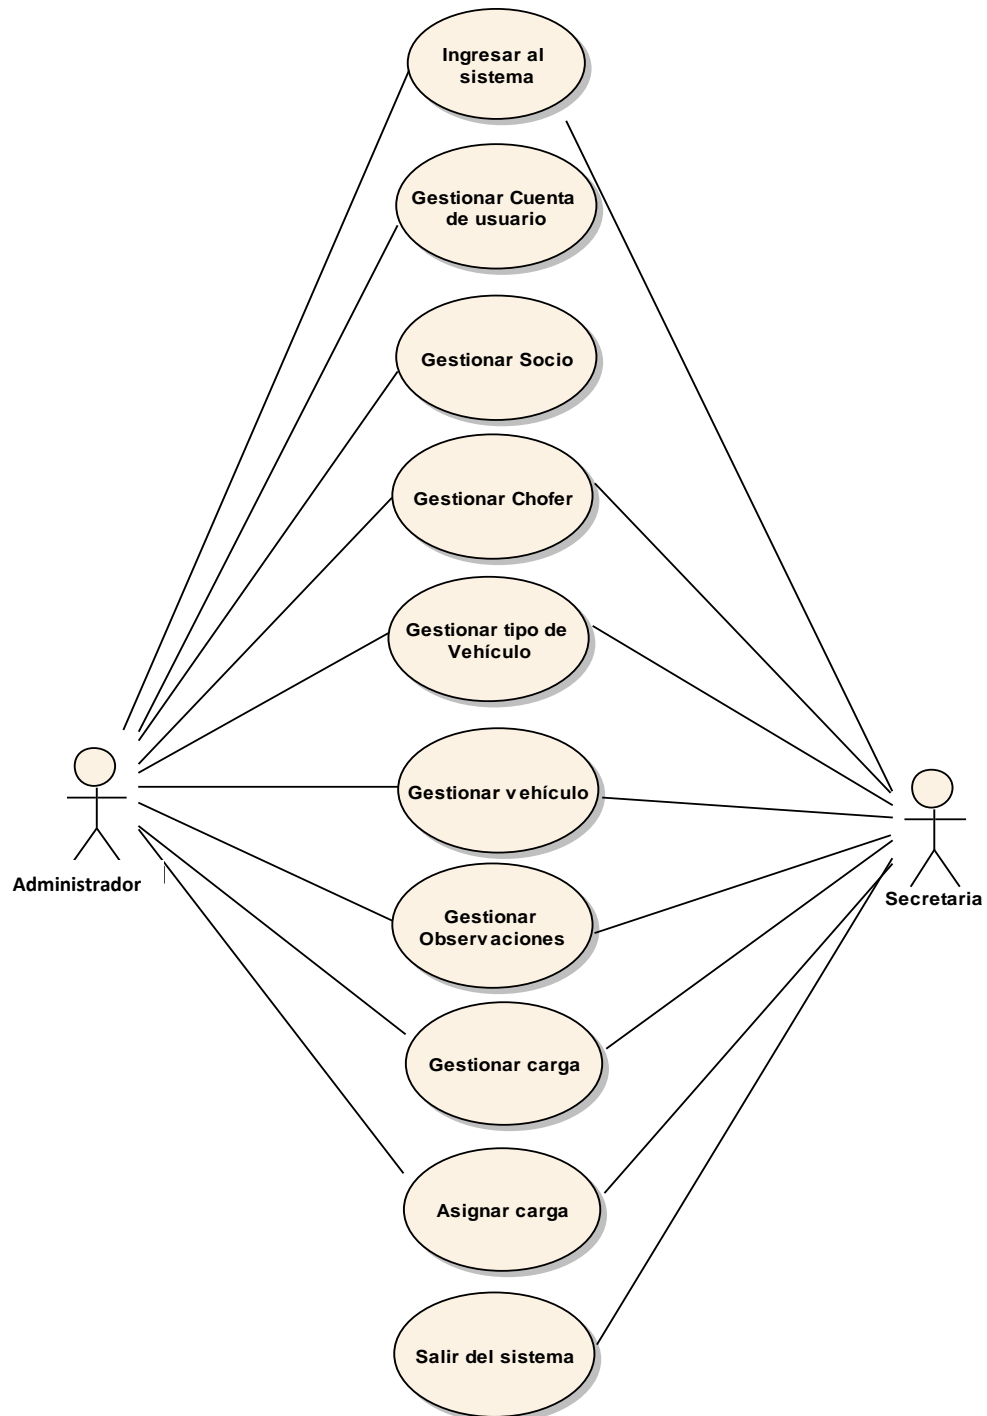 Ingresar al
sistema
Gestionar Cuenta
de usuario
Gestionar Socio
Gestionar Chofer
Gestionar tipo de
Vehículo
Gestionar vehículo
Administrador
Secretaria
Gestionar
Observaciones
Gestionar carga
Asignar carga
Salir del sistema